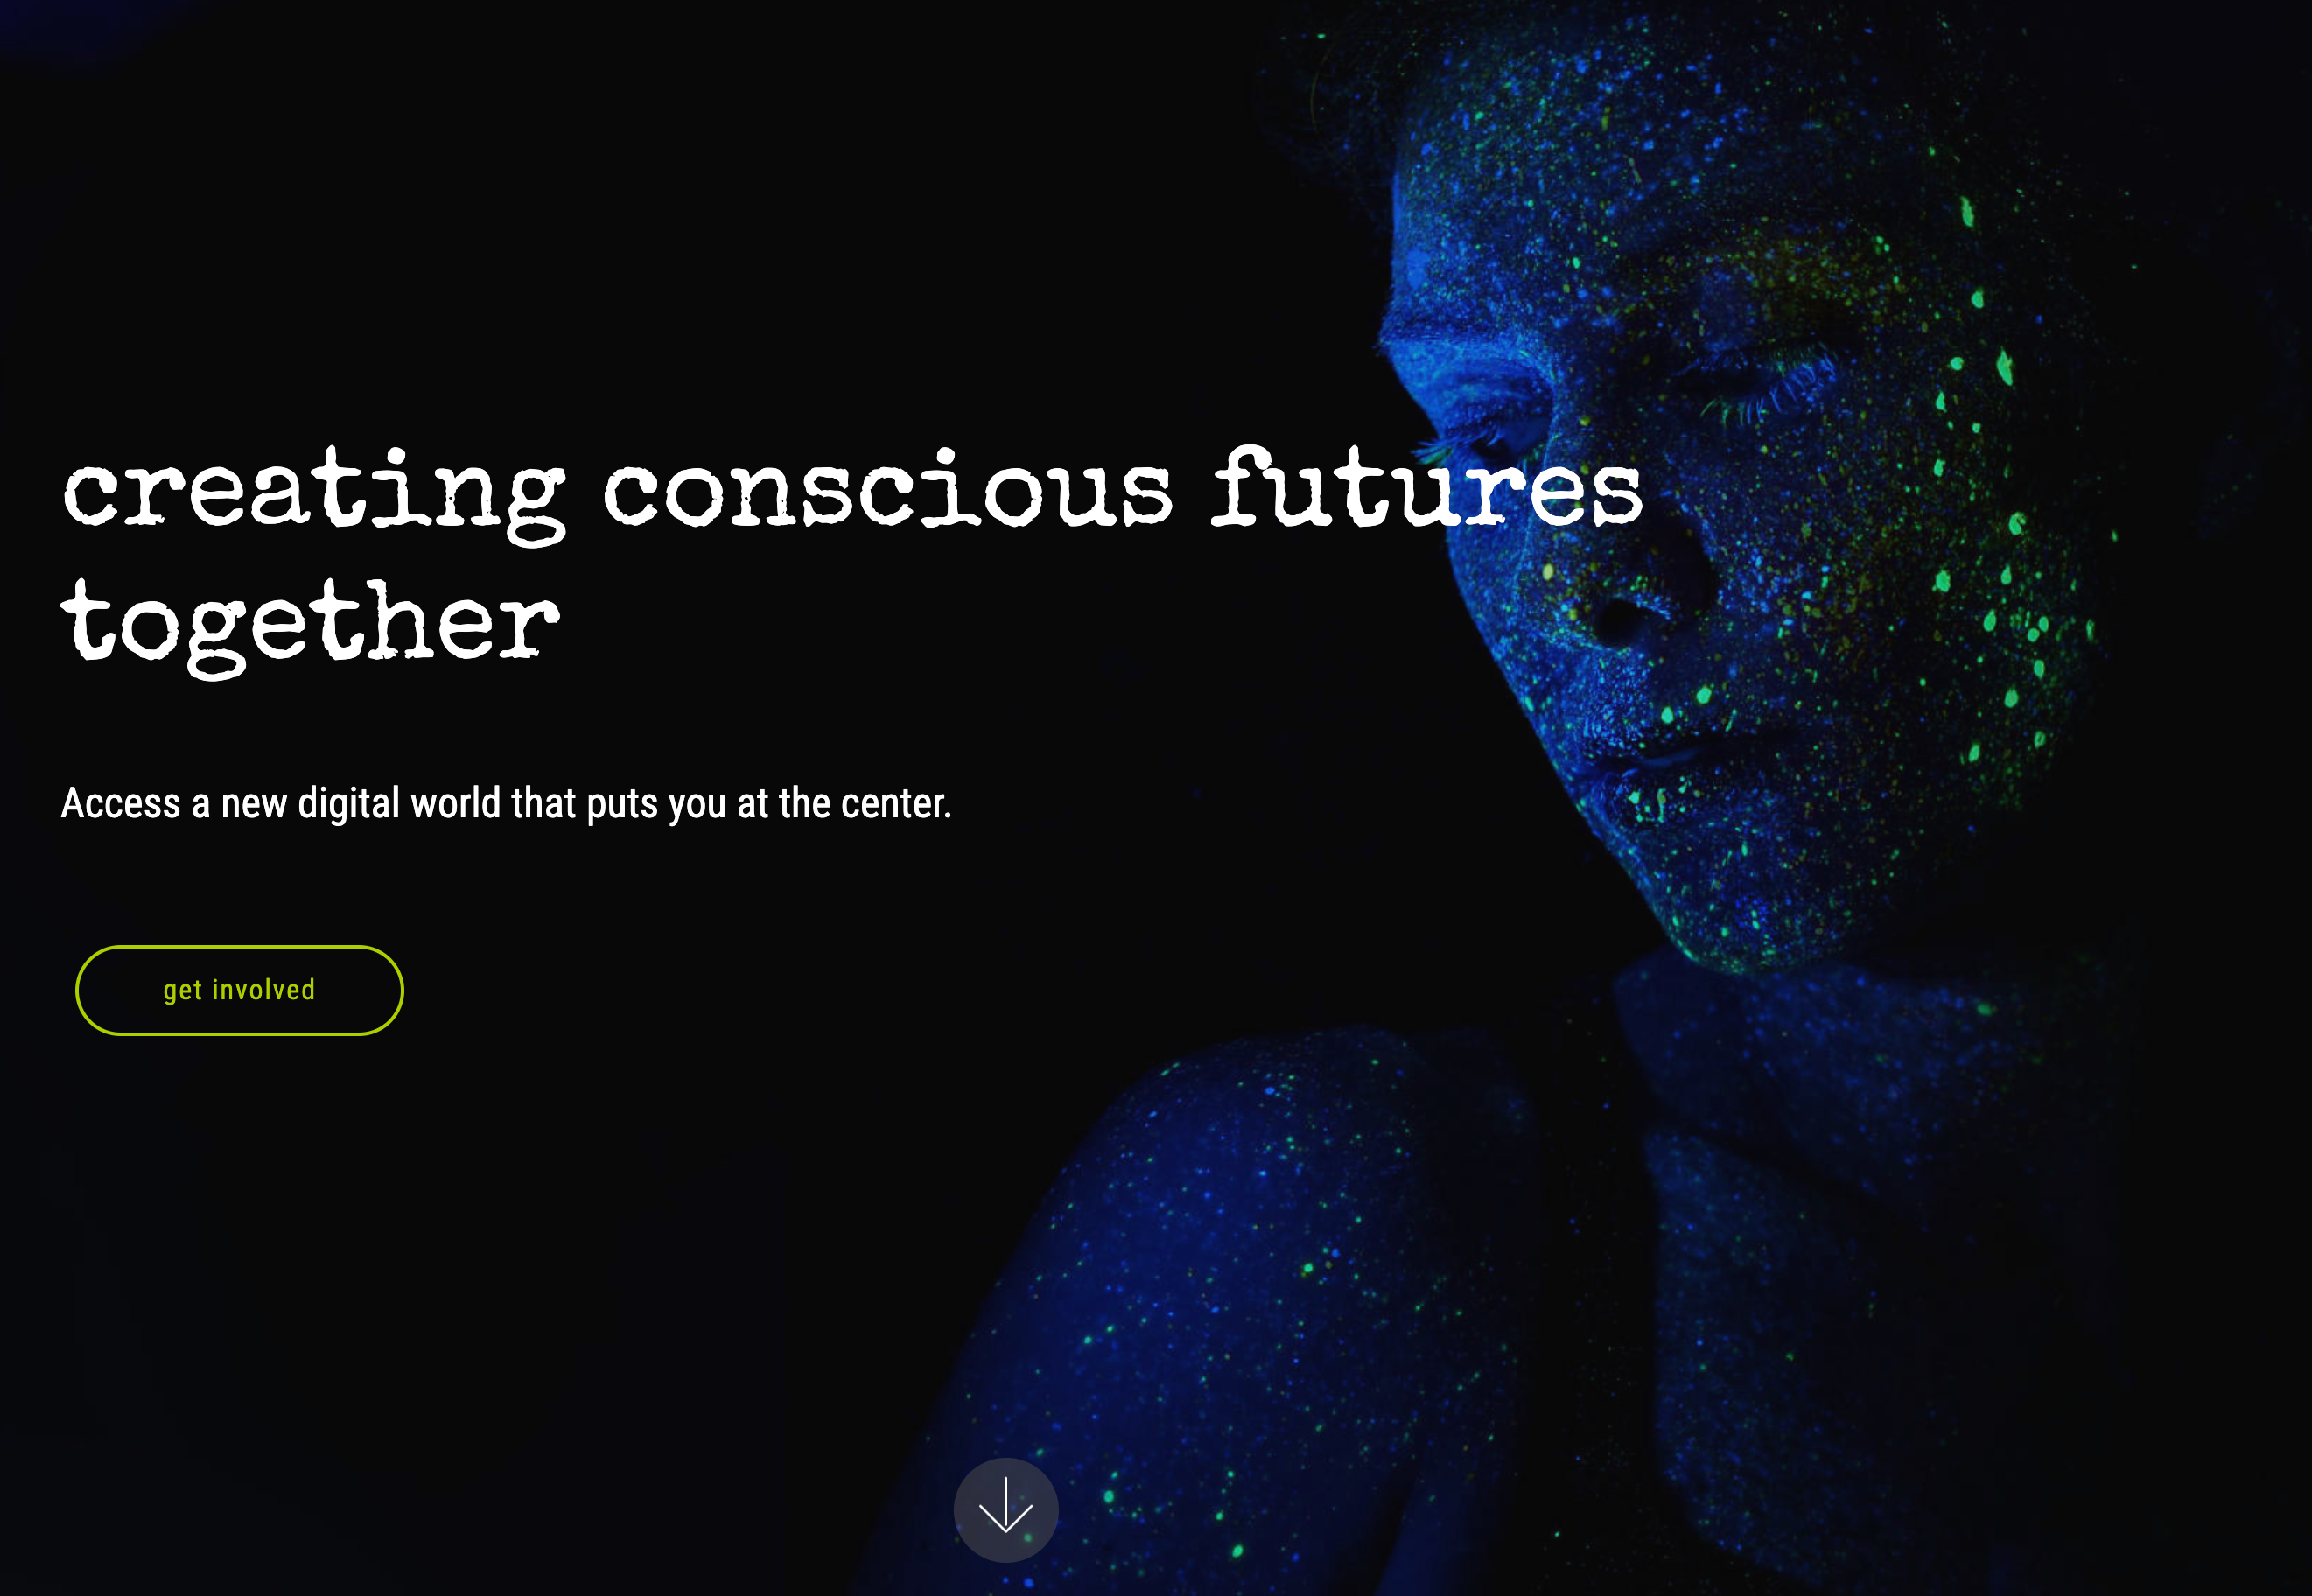 creating conscious futures
together
Access a new digital world that puts you at the center.
get involved